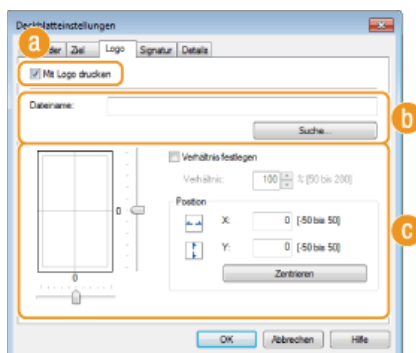 Deckblatteinstellungen
a
der Ziel Logo Signatur Details
Mit Logo drucken
Dateiname:
b
Suche...
Verhältnis festlegen
Verhältnis: 100 % [50 bis 200]
Position
0
X: 0 [-50 bis 50]
c
Y: 0 [-50 bis 50]
Zentrieren
0
OK Abbrechen Hilfe